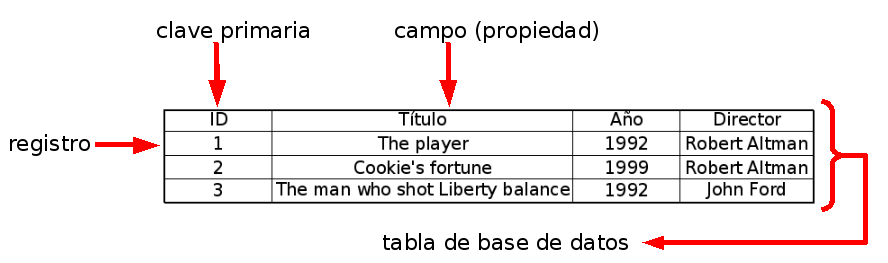 clave primaria campo (propiedad)
ID Título Año Director
registro 1 The player 1992 Robert Altman
2 Cookie's fortune 1999 Robert Altman
3 The man who shot Liberty balance 1992 John Ford
tabla de base de datos